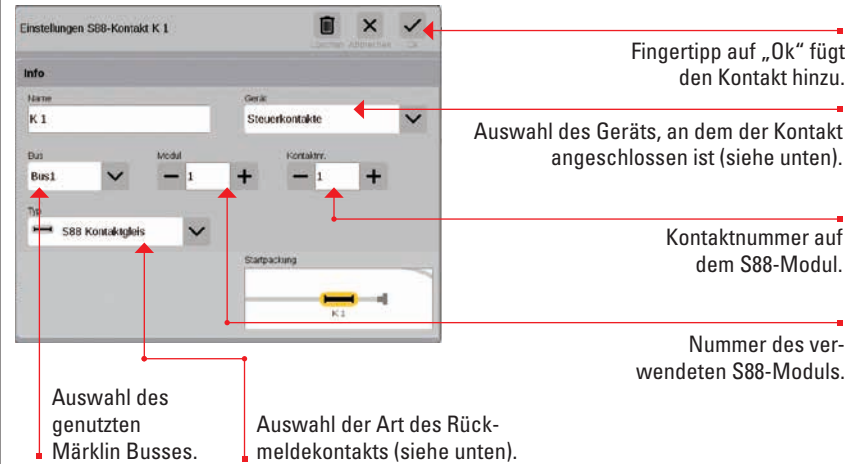 Einstellungen S88-Kontakt K 1
Löschen Abbrechen Ok
Info
Name
Gerät
K 1
Steuerkontakte
Bus
Modul
Kontaktnr.
Bus1
1
1
Typ
S88 Kontaktgleis
Startpackung
K 1
Fingertipp auf „Ok“ fügt
den Kontakt hinzu.
Auswahl des Geräts, an dem der Kontakt
angeschlossen ist (siehe unten).
Kontaktnummer auf
dem S88-Modul.
Nummer des ver-
wendeten S88-Moduls.
Auswahl des
genutzten
Märklin Busses.
Auswahl der Art des Rück-
meldekontakts (siehe unten).